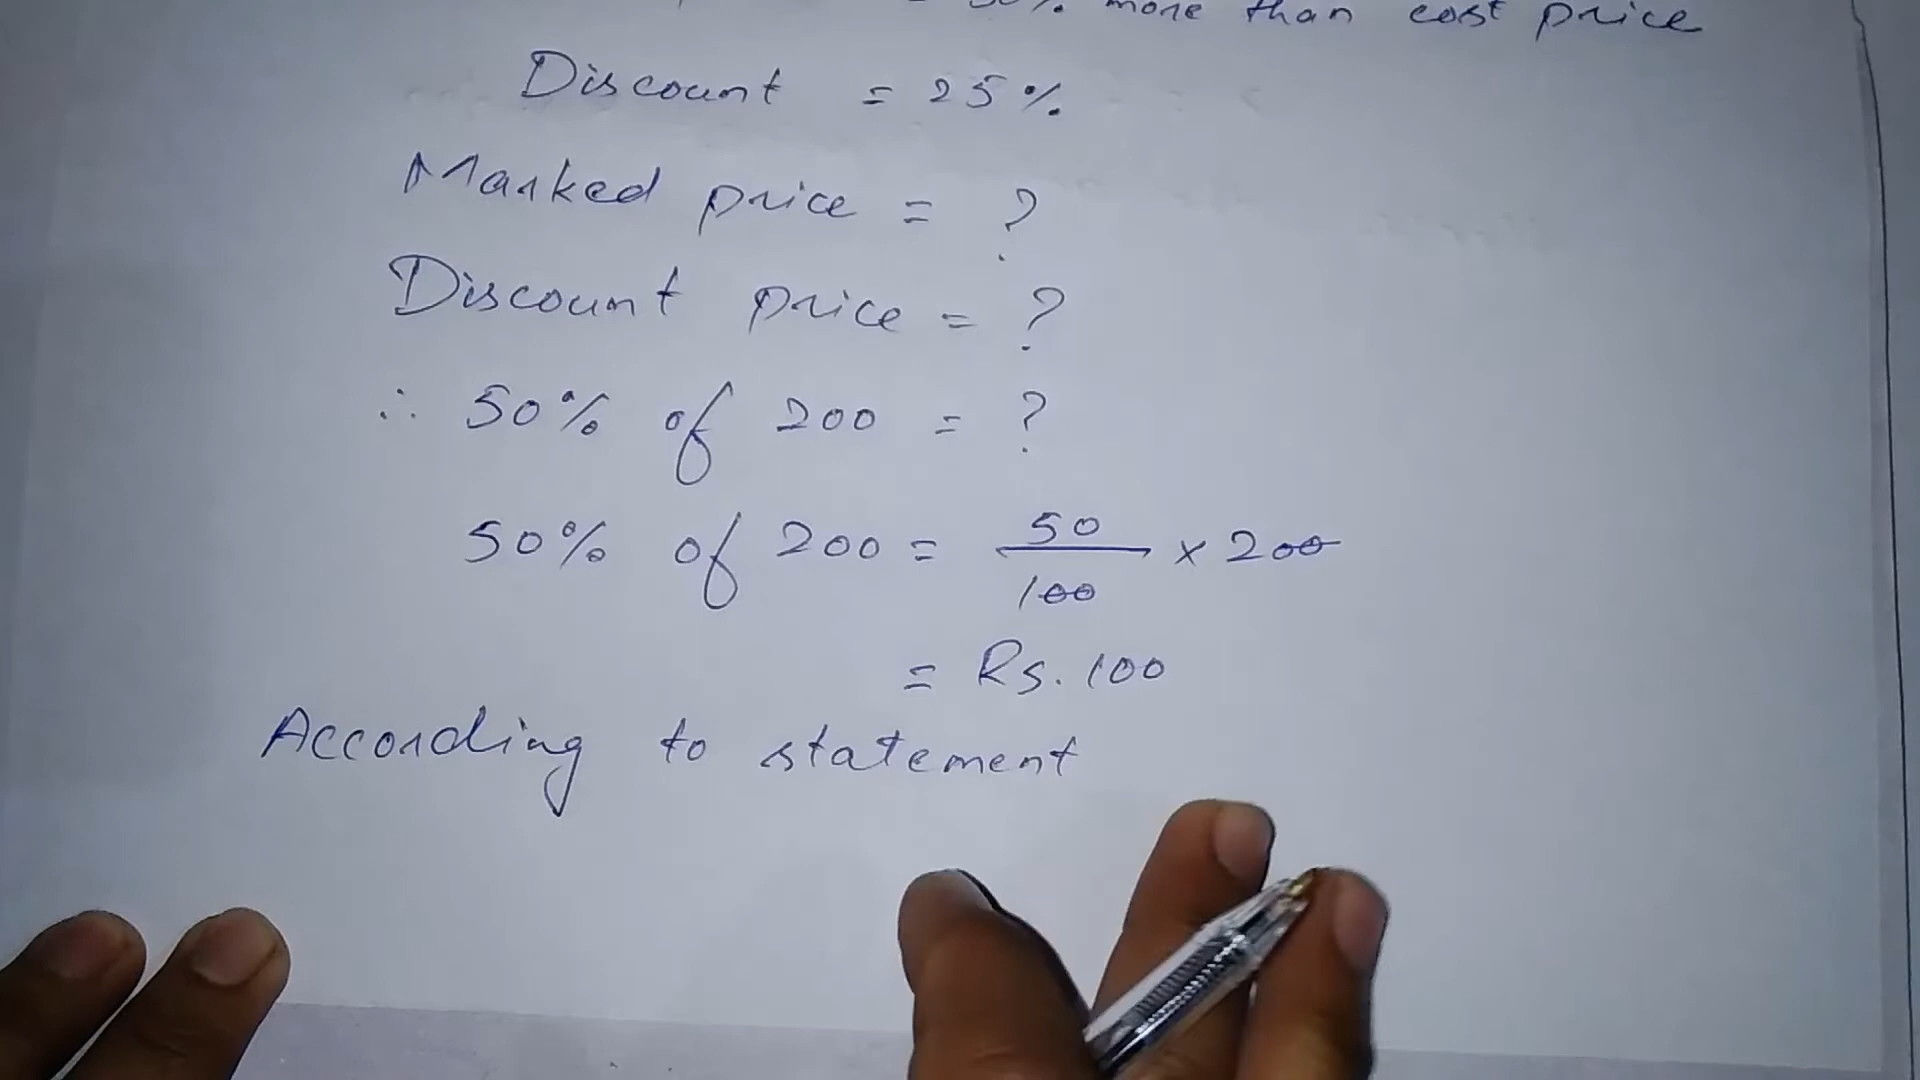 more than cost price
Discount = 25%
Marked price = ?
Discount price = ?
∴ 50% of 200 = ?
50% of 200 = 50/100 × 200
= Rs. 100
According to statement